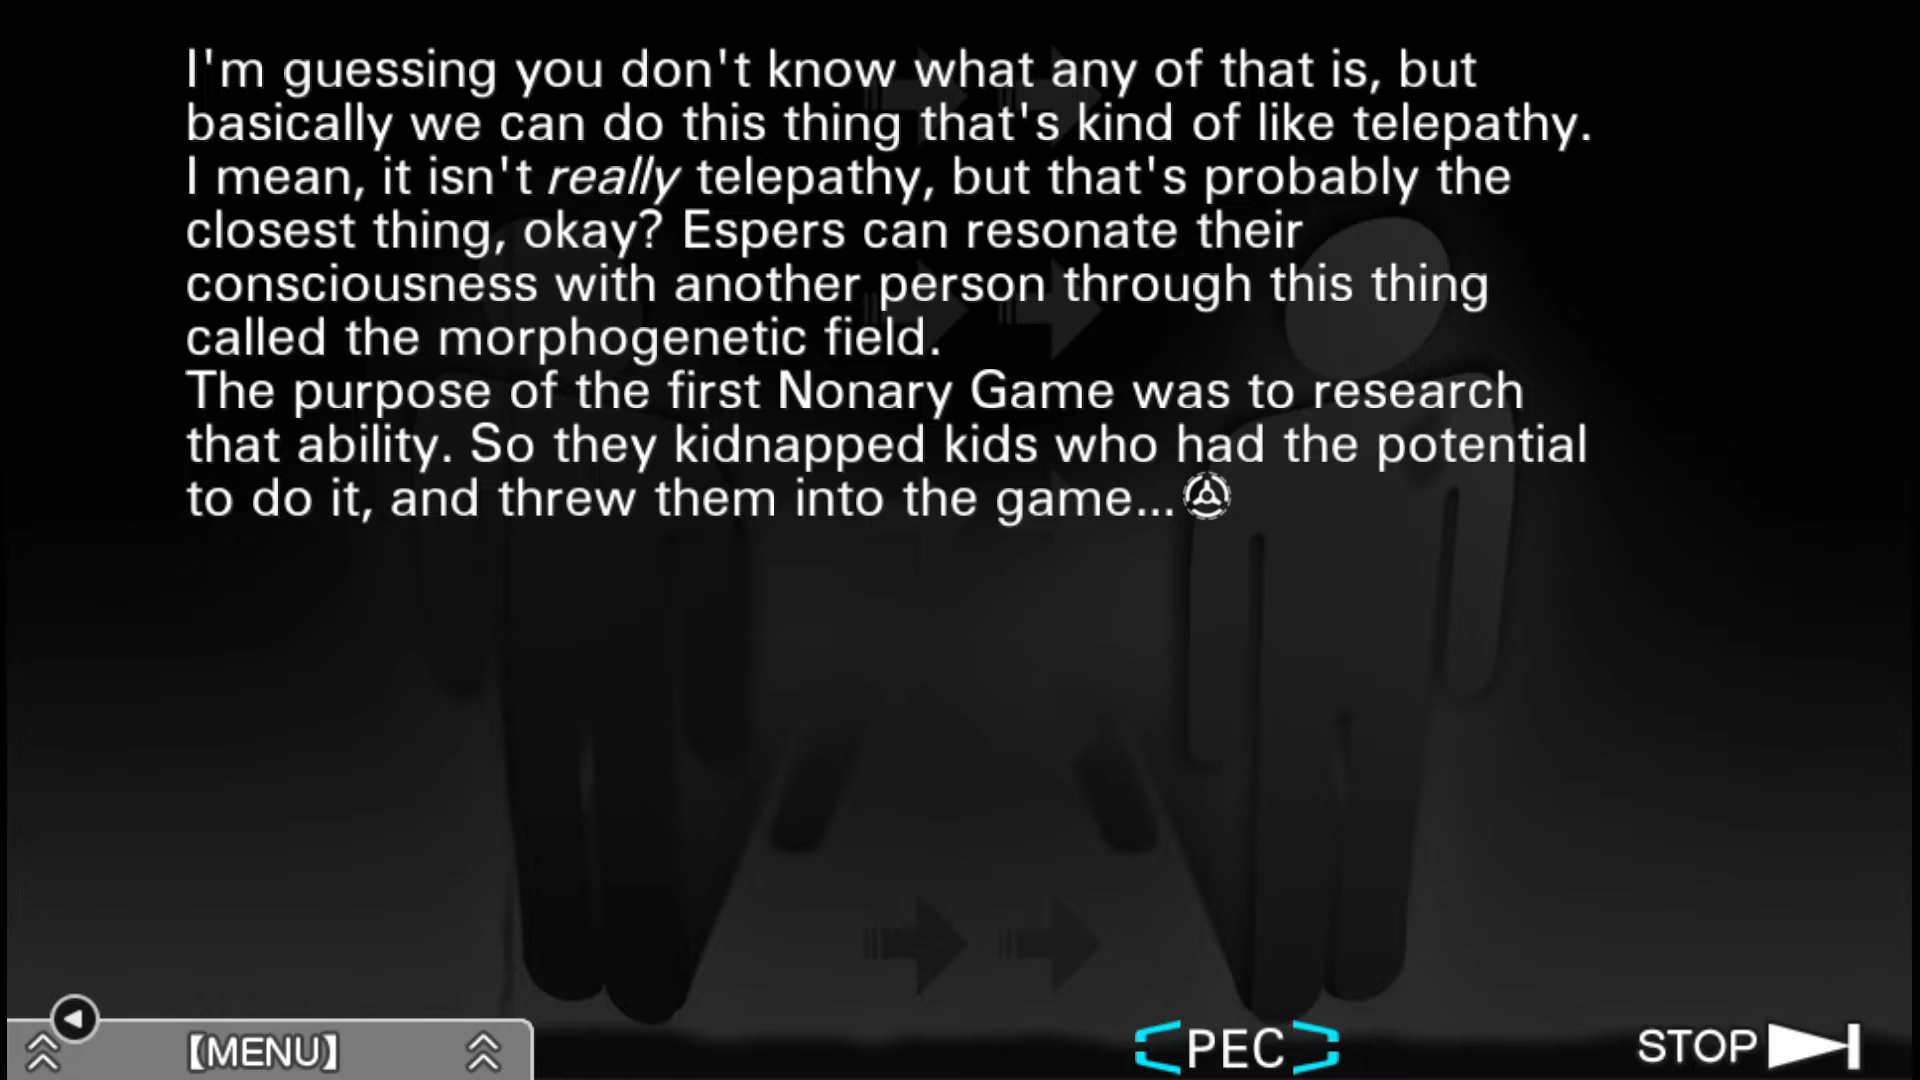 I'm guessing you don't know what any of that is, but
basically we can do this thing that's kind of like telepathy.
I mean, it isn't really telepathy, but that's probably the
closest thing, okay? Espers can resonate their
consciousness with another person through this thing
called the morphogenetic field.
The purpose of the first Nonary Game was to research
that ability. So they kidnapped kids who had the potential
to do it, and threw them into the game...
【MENU】
PEC
STOP